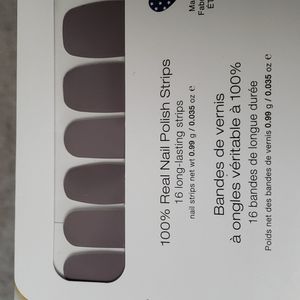 Ma
Fabr
É
100% Real Nail Polish Strips
16 long-lasting strips
nail strips net wt 0.99 g / 0.035 oz ℮
Bandes de vernis
à ongles véritable à 100%
16 bandes de longue durée
Poids net des bandes de vernis 0.99 g / 0.035 oz ℮